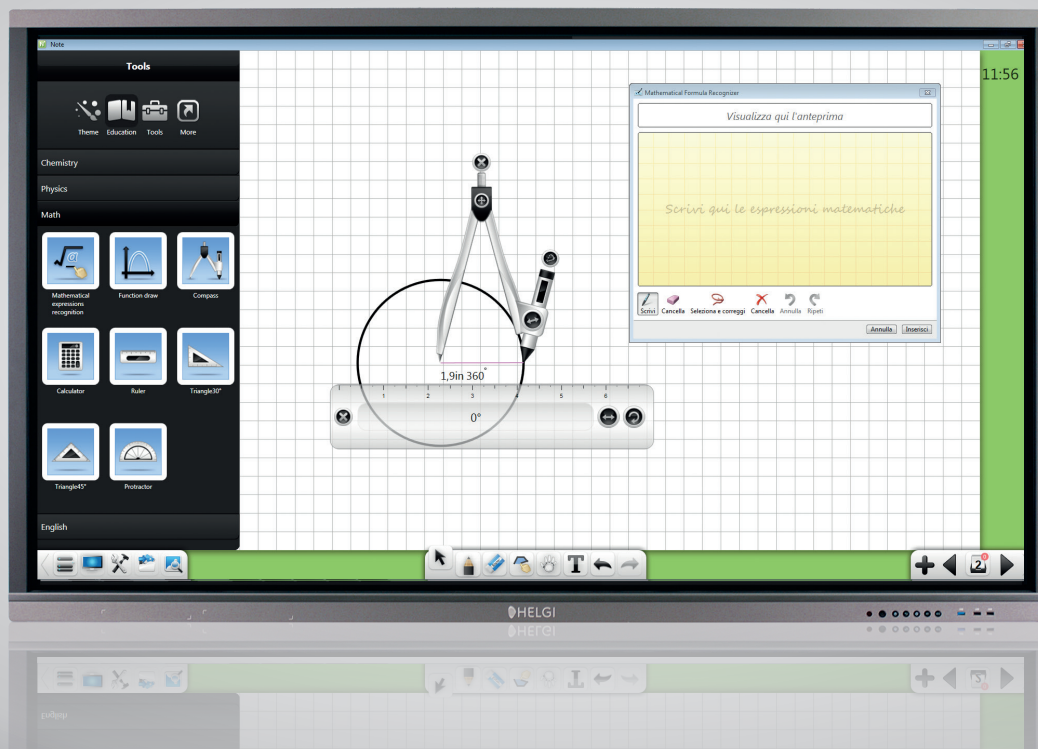 Note
Tools
11:56
Theme Education Tools More
Chemistry
Physics
Math
Mathematical
expressions
recognition
Function draw
Compass
Calculator
Ruler
Triangle30°
Triangle45°
Protractor
English
Mathematical Formula Recognizer
Visualizza qui l'anteprima
Scrivi qui le espressioni matematiche
Scrivi Cancella Seleziona e correggi Cancella Annulla Ripeti
Annulla Inserisci
1,9in 360°
1 2 3 4 5 6
0°
T
2
HELGI